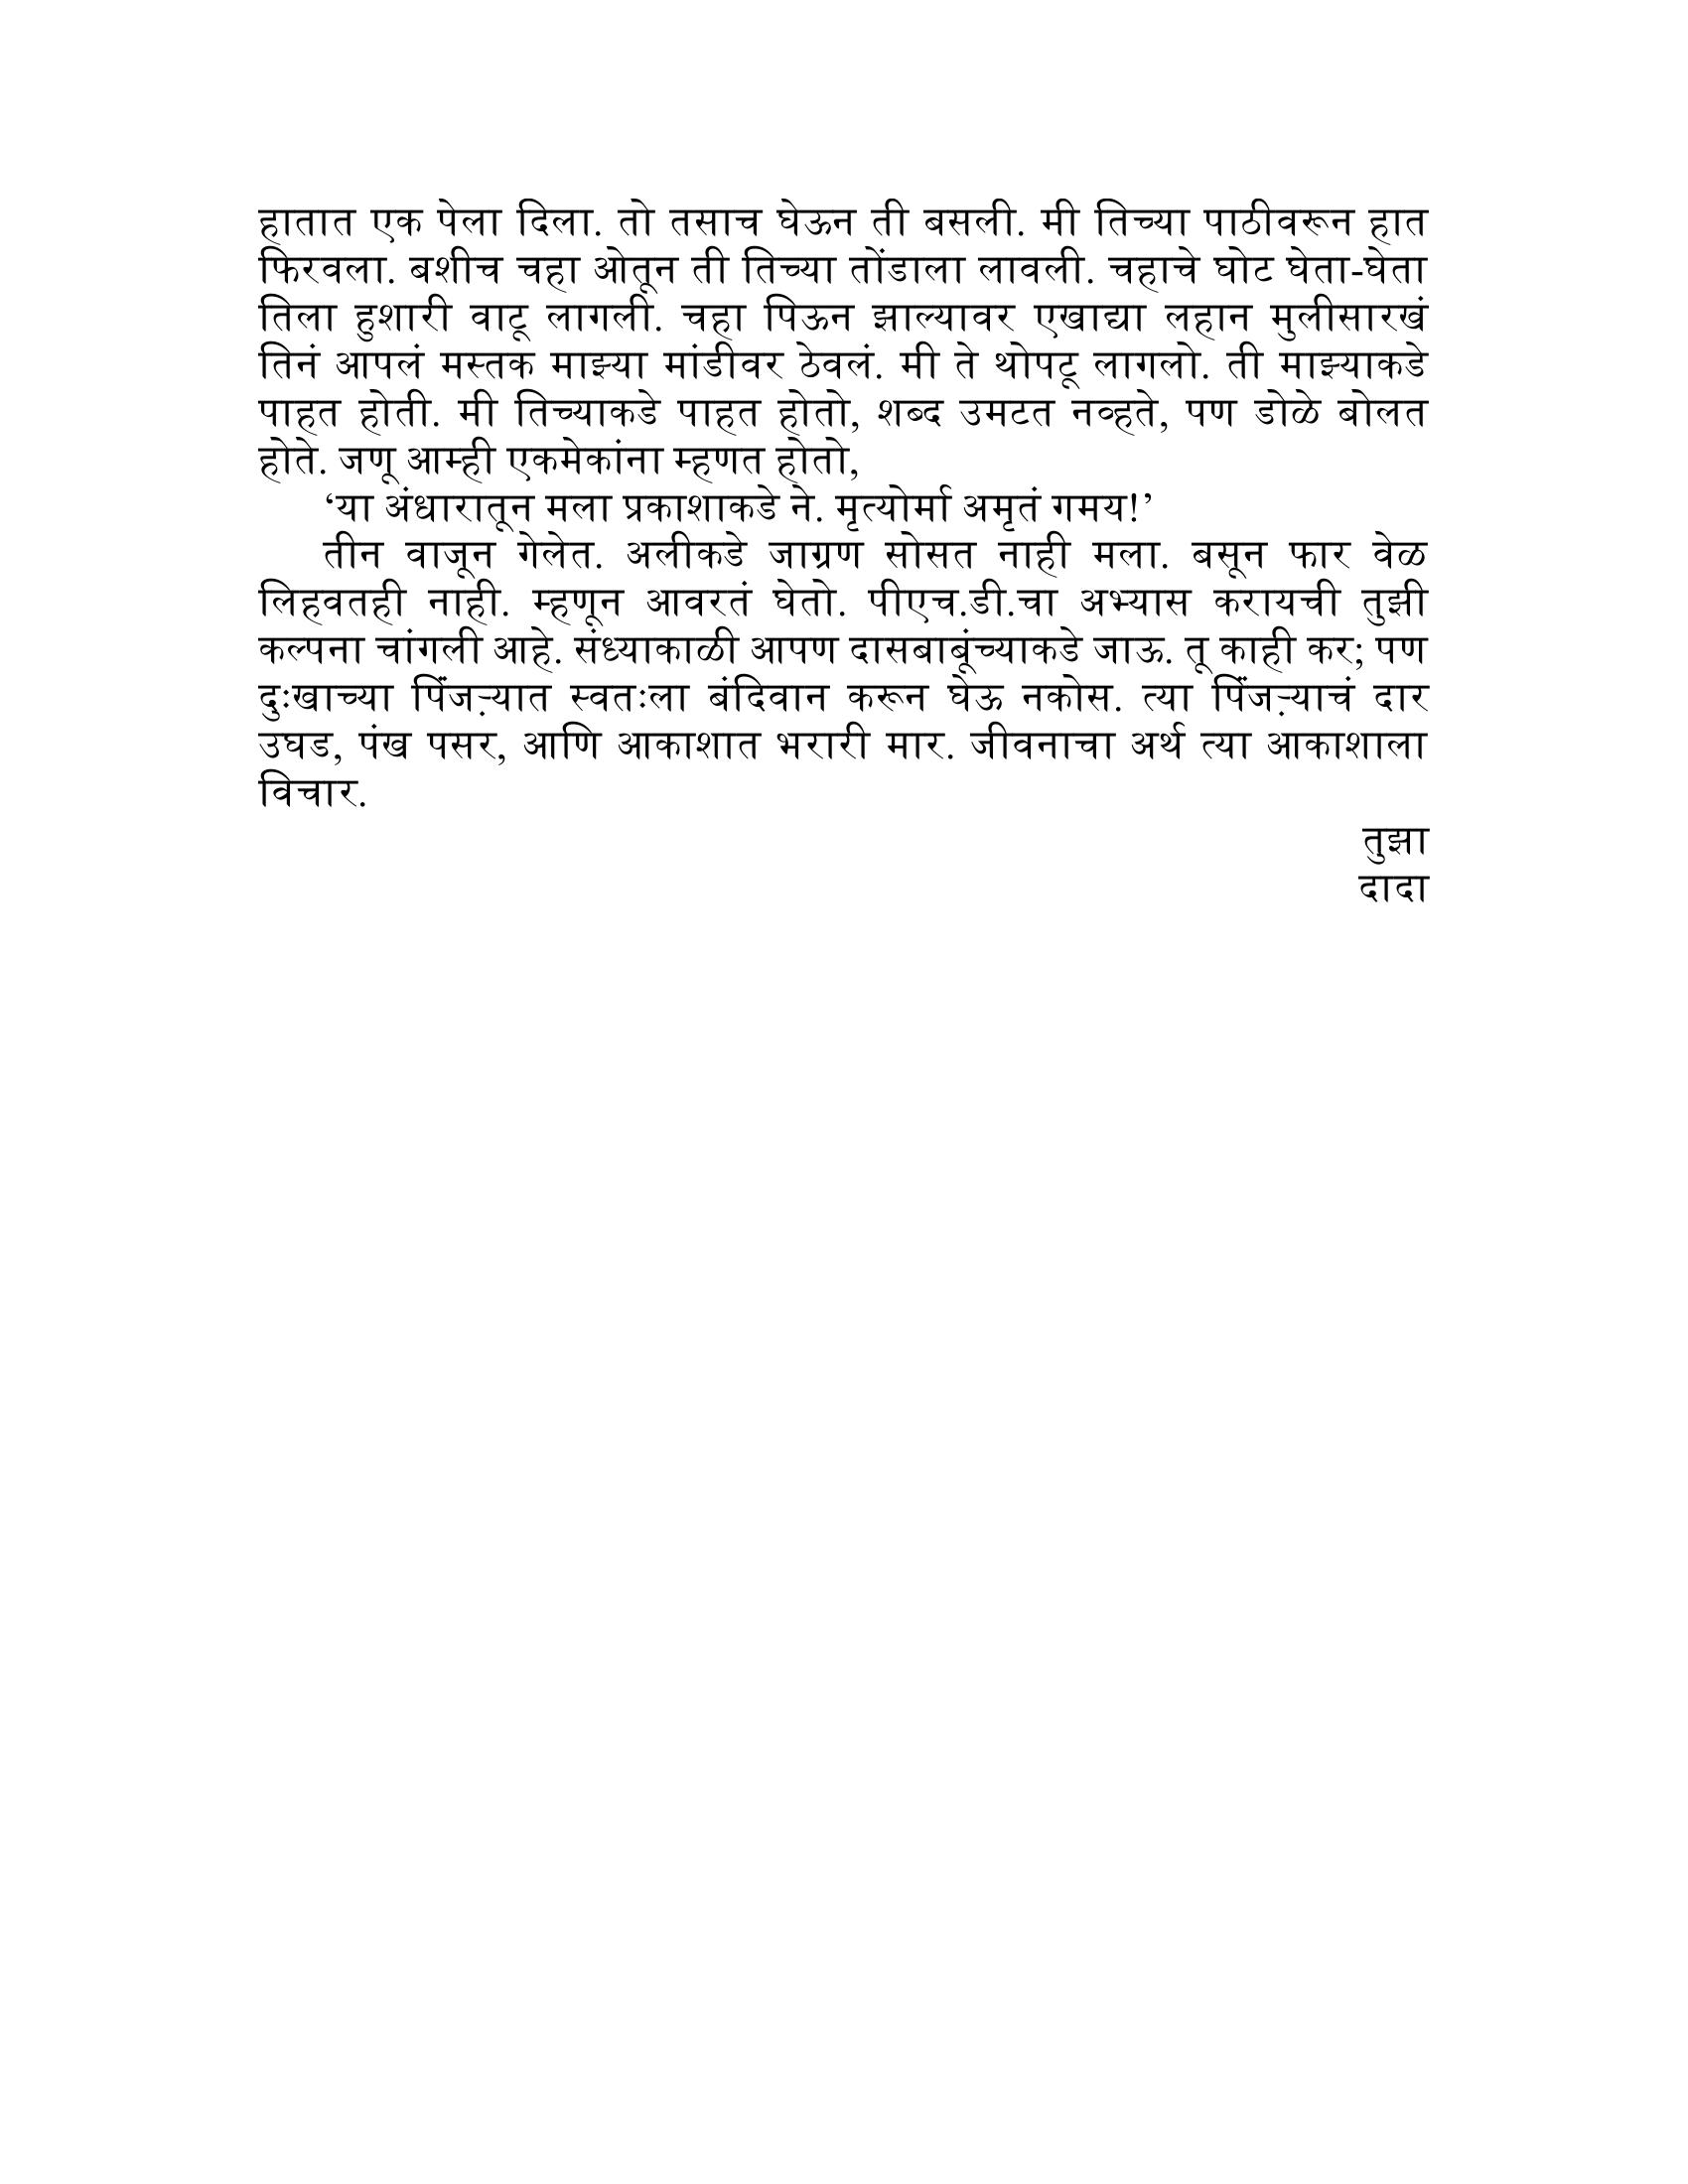 हातात एक पेला दिला. तो तसाच घेऊन ती बसली. मी तिच्या पाठीवरून हात
फिरवला. बशीच चहा ओतून ती तिच्या तोंडाला लावली. चहाचे घोट घेता-घेता
तिला हुशारी वाटू लागली. चहा पिऊन झाल्यावर एखाद्या लहान मुलीसारखं
तिनं आपलं मस्तक माझ्या मांडीवर ठेवलं. मी ते थोपटू लागलो. ती माझ्याकडे
पाहत होती. मी तिच्याकडे पाहत होतो, शब्द उमटत नव्हते, पण डोळे बोलत
होते. जणू आम्ही एकमेकांना म्हणत होतो,
‘या अंधारातून मला प्रकाशाकडे ने. मृत्योर्मा अमृतं गमय!’
तीन वाजून गेलेत. अलीकडे जाग्रण सोसत नाही मला. बसून फार वेळ
लिहवतही नाही. म्हणून आवरतं घेतो. पीएच.डी.चा अभ्यास करायची तुझी
कल्पना चांगली आहे. संध्याकाळी आपण दासबाबूंच्याकडे जाऊ. तू काही कर; पण
दुःखाच्या पिंजऱ्यात स्वतःला बंदिवान करून घेऊ नकोस. त्या पिंजऱ्याचं दार
उघड, पंख पसर, आणि आकाशात भरारी मार. जीवनाचा अर्थ त्या आकाशाला
विचार.
तुझा
दादा